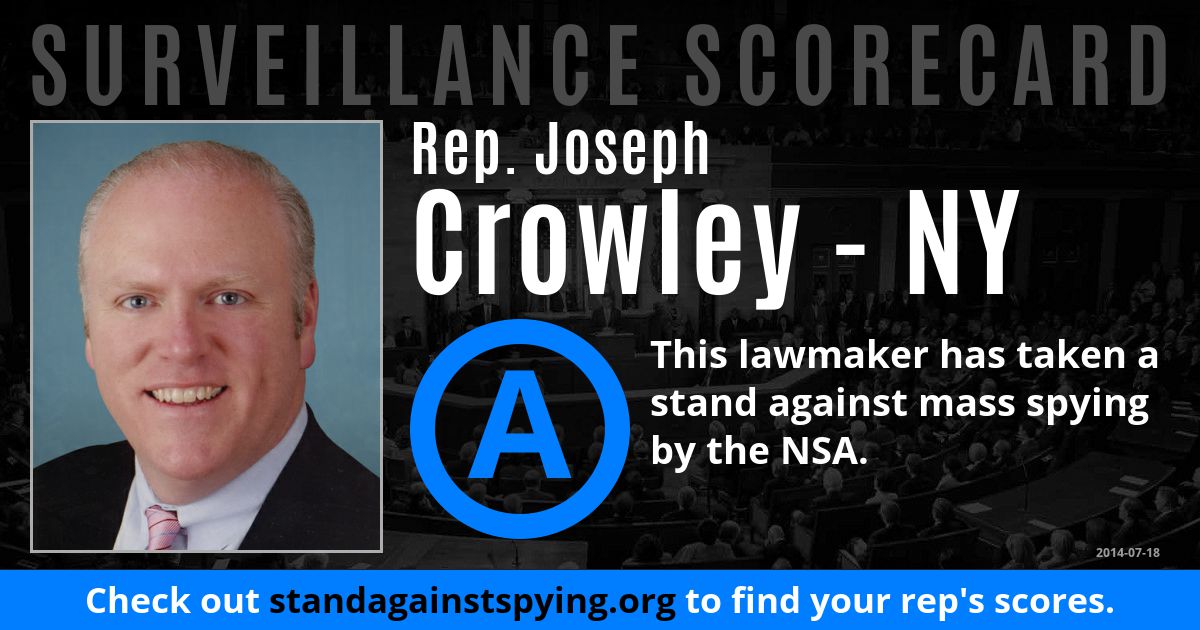 SURVEILLANCE SCORECARD
Rep. Joseph
Crowley - NY
A
This lawmaker has taken a
stand against mass spying
by the NSA.
2014-07-18
Check out standagainstspying.org to find your rep's scores.